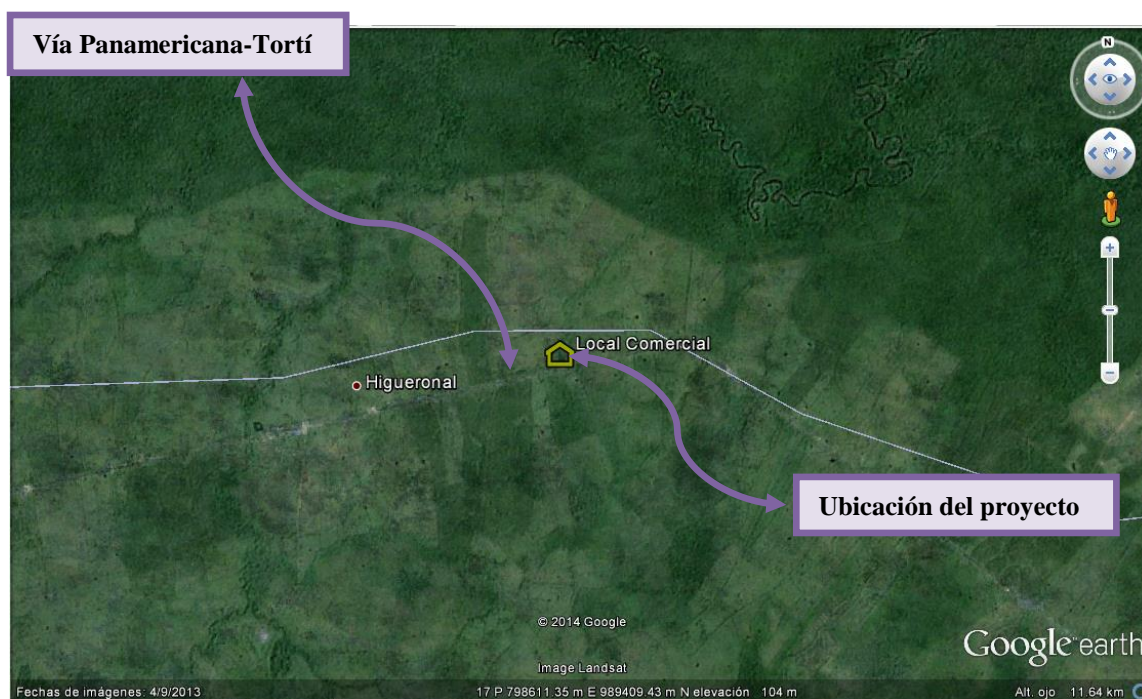 Vía Panamericana-Tortí
N
Local Comercial
Higueronal
Ubicación del proyecto
© 2014 Google
Image Landsat
Google earth
Fechas de imágenes: 4/9/2013
17 P 798611.35 m E 989409.43 m N elevación 104 m
Alt. ojo 11.64 km